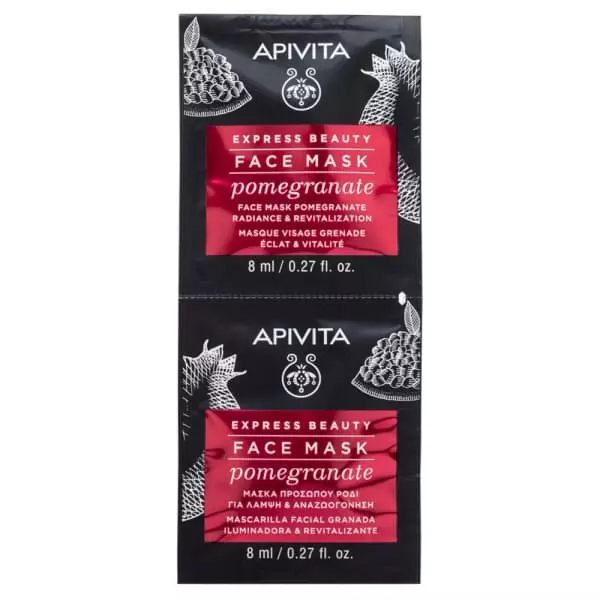 APIVITA
EXPRESS BEAUTY
FACE MASK
pomegranate
FACE MASK POMEGRANATE
RADIANCE & REVITALIZATION
MASQUE VISAGE GRENADE
ÉCLAT & VITALITÉ
8 ml / 0.27 fl. oz.
APIVITA
EXPRESS BEAUTY
FACE MASK
pomegranate
ΜΑΣΚΑ ΠΡΟΣΩΠΟΥ ΡΟΔΙ
ΓΙΑ ΛΑΜΨΗ & ΑΝΑΖΩΟΓΟΝΗΣΗ
MASCARILLA FACIAL GRANADA
ILUMINADORA & REVITALIZANTE
8 ml / 0.27 fl. oz.